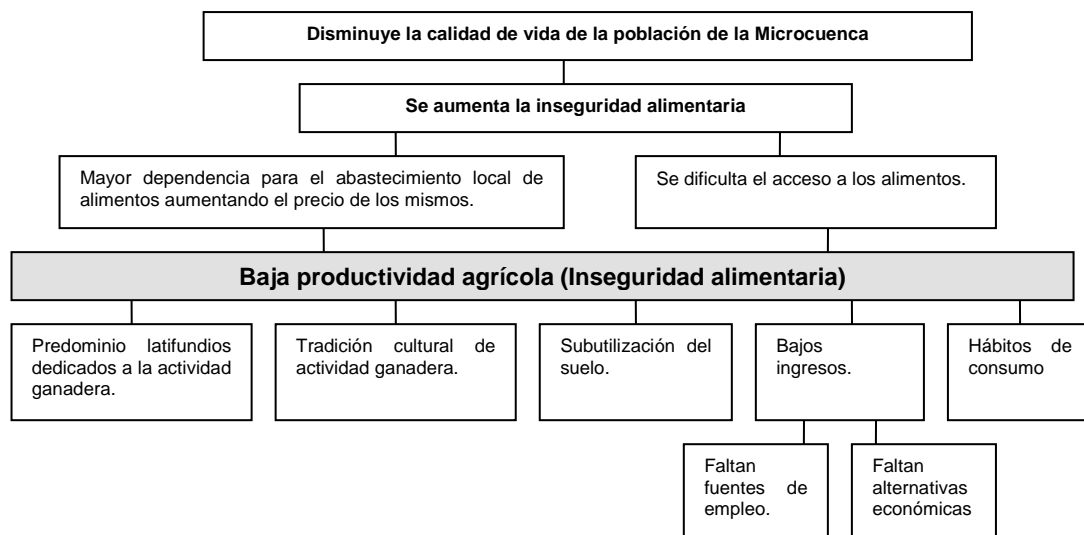 Disminuye la calidad de vida de la población de la Microcuenca
Se aumenta la inseguridad alimentaria
Mayor dependencia para el abastecimiento local de
alimentos aumentando el precio de los mismos.
Se dificulta el acceso a los alimentos.
Baja productividad agrícola (Inseguridad alimentaria)
Predominio latifundios
dedicados a la actividad
ganadera.
Tradición cultural de
actividad ganadera.
Subutilización del
suelo.
Bajos
ingresos.
Hábitos de
consumo
Faltan
fuentes de
empleo.
Faltan
alternativas
económicas